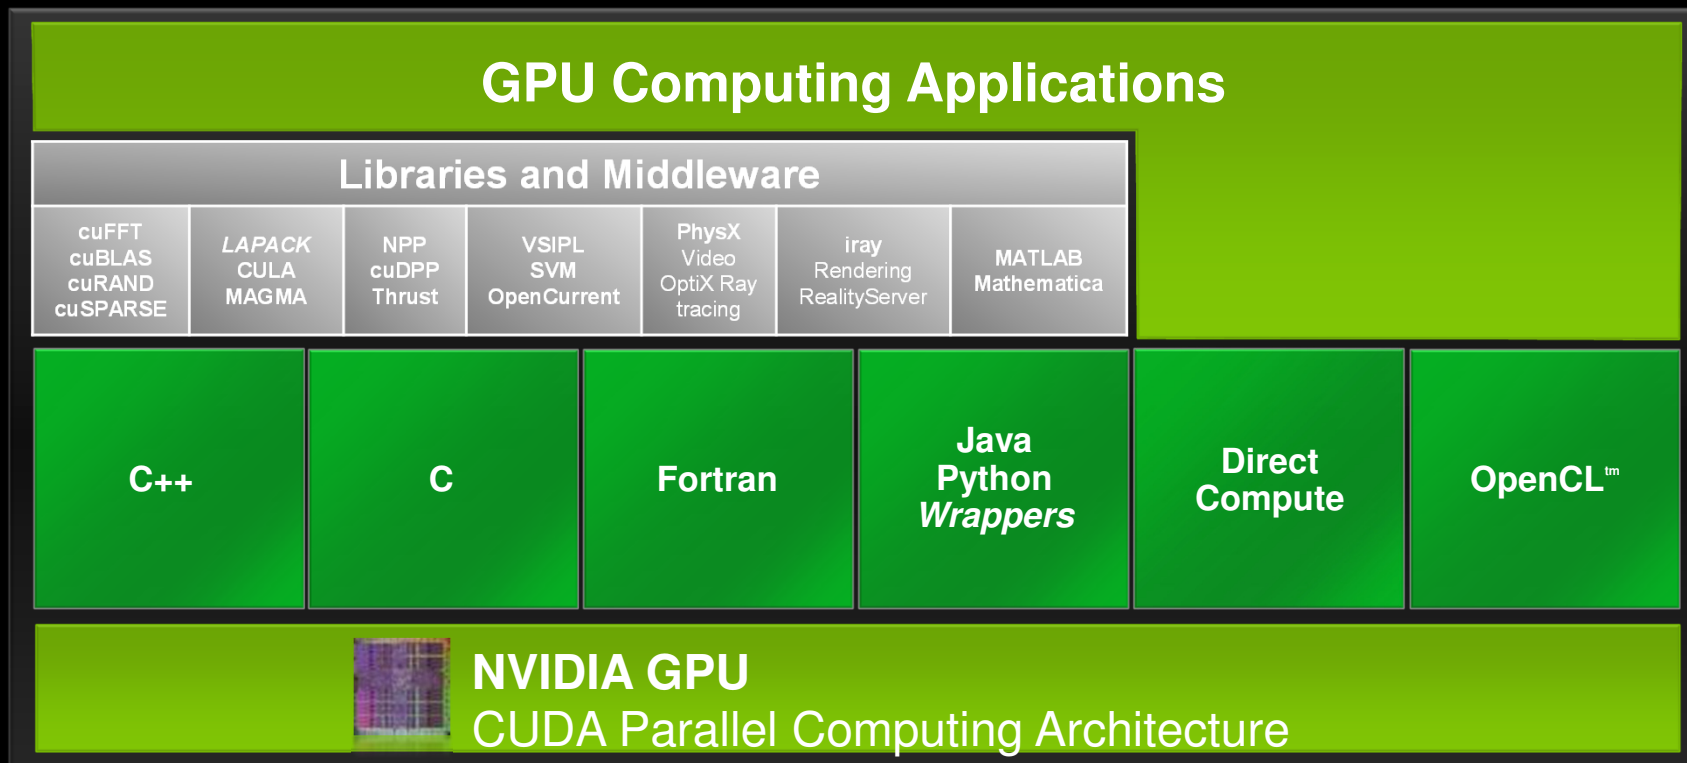 GPU Computing Applications
Libraries and Middleware
cuFFT
cuBLAS
cuRAND
cuSPARSE
LAPACK
CULA
MAGMA
NPP
cuDPP
Thrust
VSIPL
SVM
OpenCurrent
PhysX
Video
OptiX Ray
tracing
iray
Rendering
RealityServer
MATLAB
Mathematica
C++
C
Fortran
Java
Python
Wrappers
Direct
Compute
OpenCL™
NVIDIA GPU
CUDA Parallel Computing Architecture